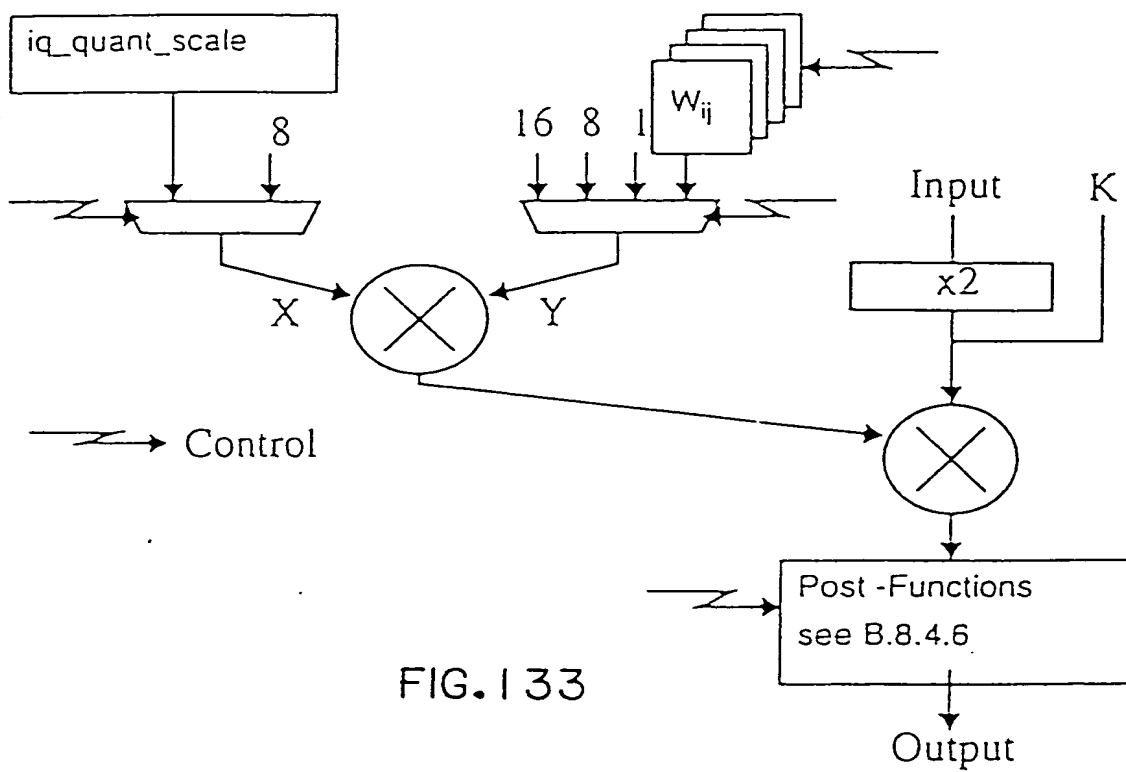 iq_quant_scale
W_ij
8
16 8 1
Input K
x2
X Y
Control
Post -Functions
see B.8.4.6
FIG.133
Output